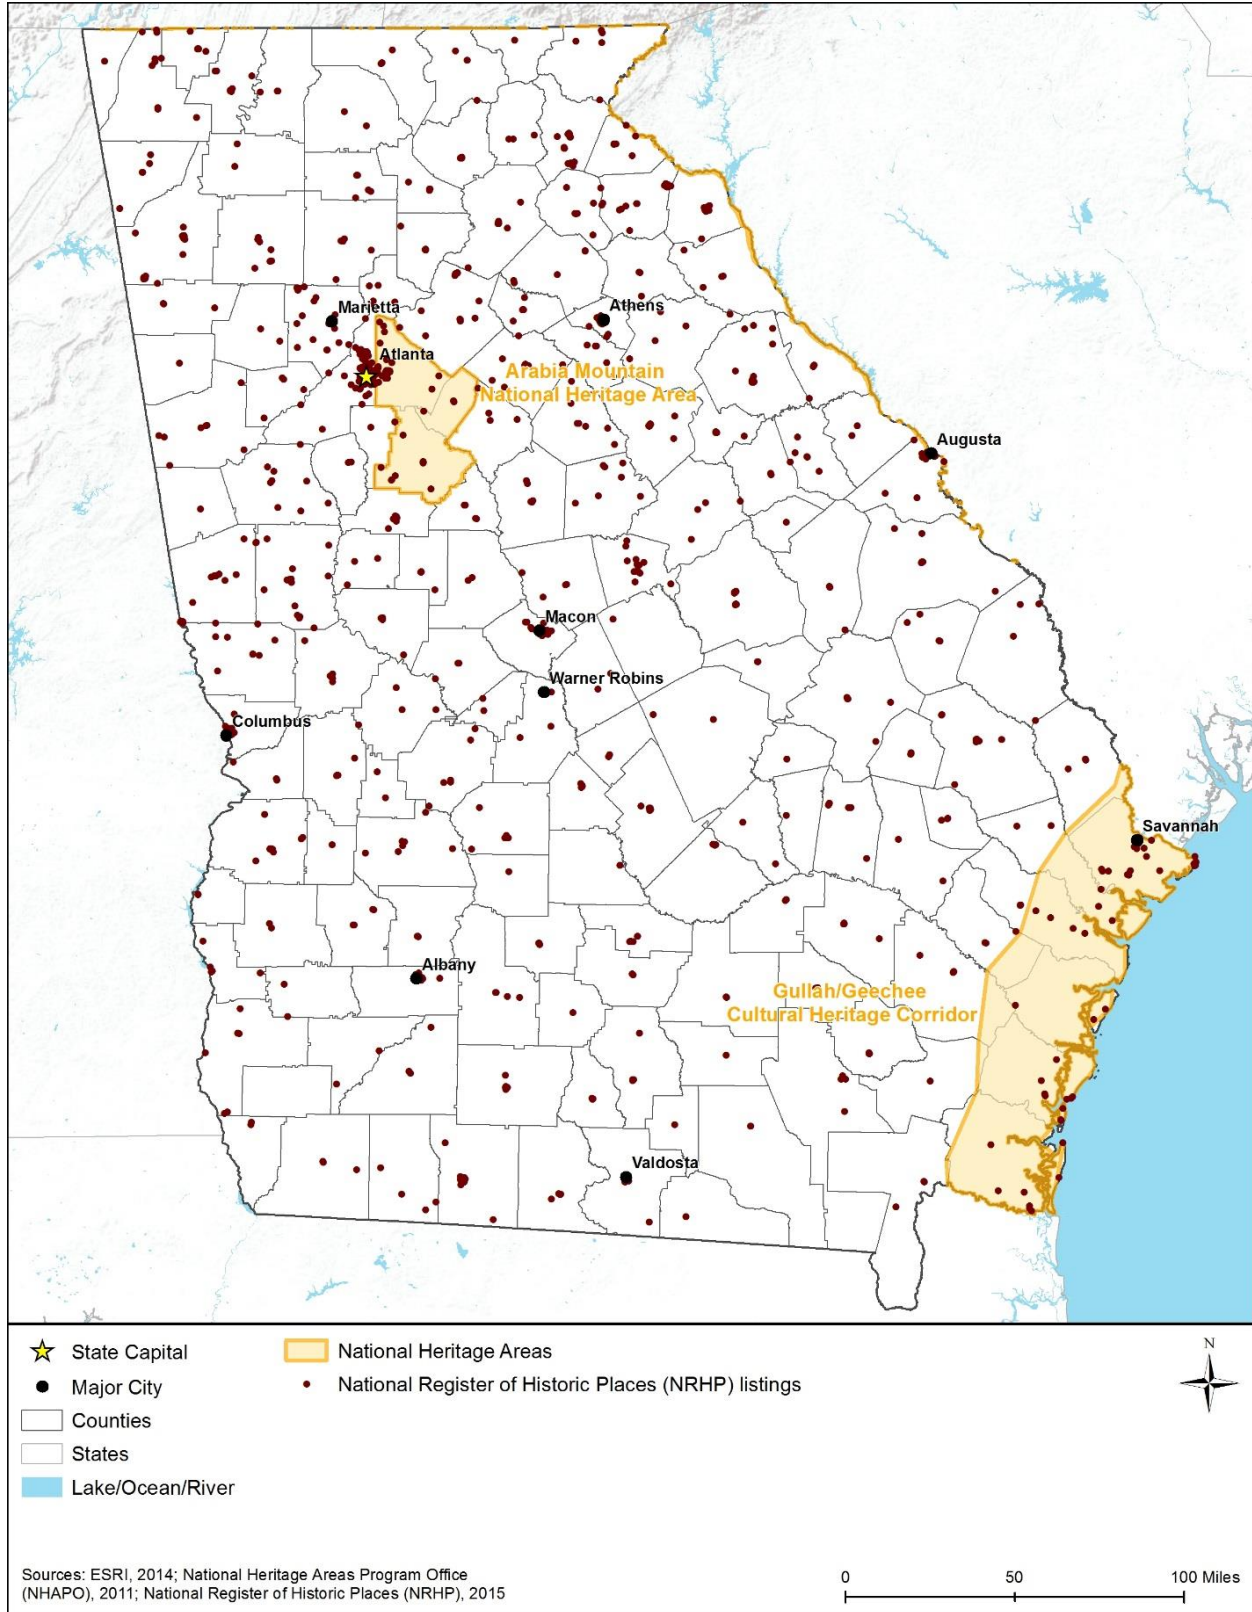 Marietta
Athens
Atlanta
Arabia Mountain
National Heritage Area
Augusta
Macon
Warner Robins
Columbus
Savannah
Albany
Gullah/Geechee
Cultural Heritage Corridor
Valdosta
State Capital
National Heritage Areas
N
Major City
National Register of Historic Places (NRHP) listings
Counties
States
Lake/Ocean/River
Sources: ESRI, 2014; National Heritage Areas Program Office
(NHAPO), 2011; National Register of Historic Places (NRHP), 2015
0 50 100 Miles